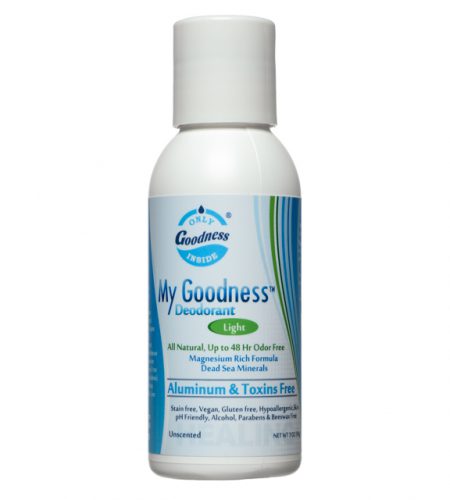 ONLY
Goodness®
INSIDE
My Goodness™
Deodorant
Light
All Natural, Up to 48 Hr Odor Free
Magnesium Rich Formula
Dead Sea Minerals
Aluminum & Toxins Free
Stain free, Vegan, Gluten free, Hypoallergenic, Skin
pH Friendly, Alcohol, Parabens & Beeswax Free
Unscented